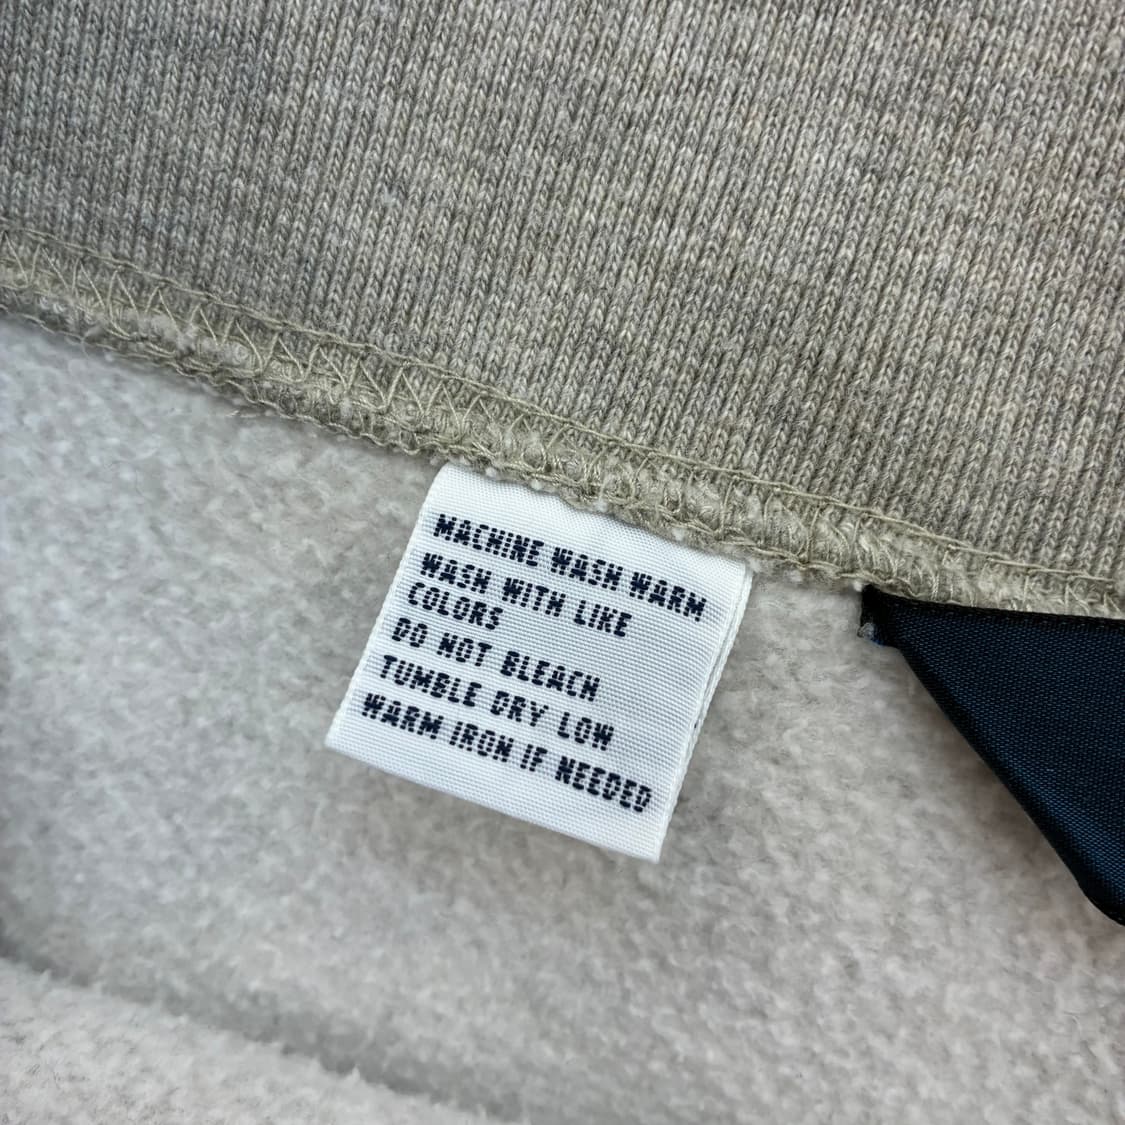 MACHINE WASH WARM
WASH WITH LIKE
COLORS
DO NOT BLEACH
TUMBLE DRY LOW
WARM IRON IF NEEDED